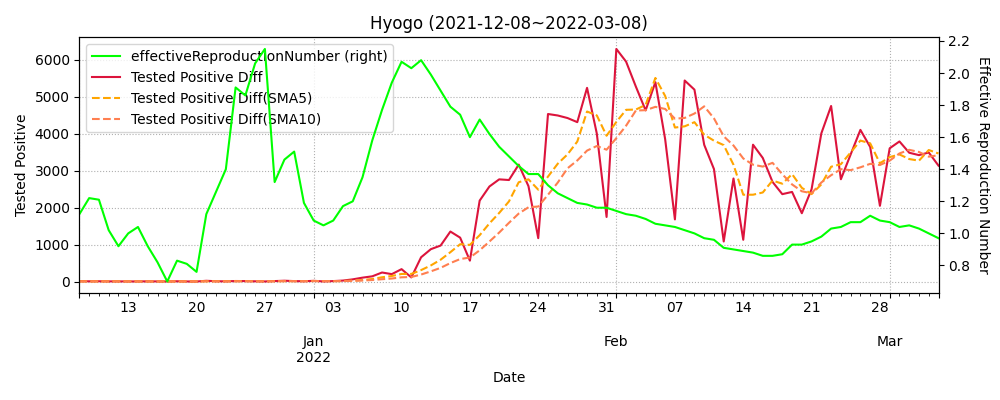 Hyogo (2021-12-08~2022-03-08)
effectiveReproductionNumber (right)
Tested Positive Diff
Tested Positive Diff(SMA5)
Tested Positive Diff(SMA10)
Tested Positive
6000
5000
4000
3000
2000
1000
0
2.2
2.0
1.8
1.6
1.4
1.2
1.0
0.8
Effective Reproduction Number
13 20 27 03 10 17 24 31 07 14 21 28
Jan Feb Mar
2022
Date